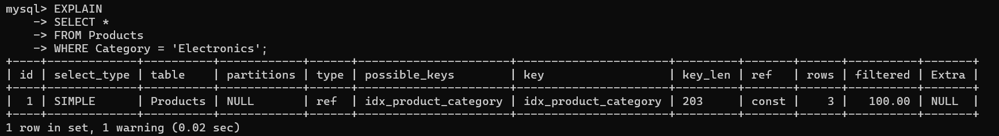 mysql> EXPLAIN
    -> SELECT *
    -> FROM Products
    -> WHERE Category = 'Electronics';
+----+-------------+----------+------------+------+----------------------+----------------------+---------+-------+------+----------+-------+
| id | select_type | table    | partitions | type | possible_keys        | key                  | key_len | ref   | rows | filtered | Extra |
+----+-------------+----------+------------+------+----------------------+----------------------+---------+-------+------+----------+-------+
|  1 | SIMPLE      | Products | NULL       | ref  | idx_product_category | idx_product_category | 203     | const |    3 |   100.00 | NULL  |
+----+-------------+----------+------------+------+----------------------+----------------------+---------+-------+------+----------+-------+
1 row in set, 1 warning (0.02 sec)